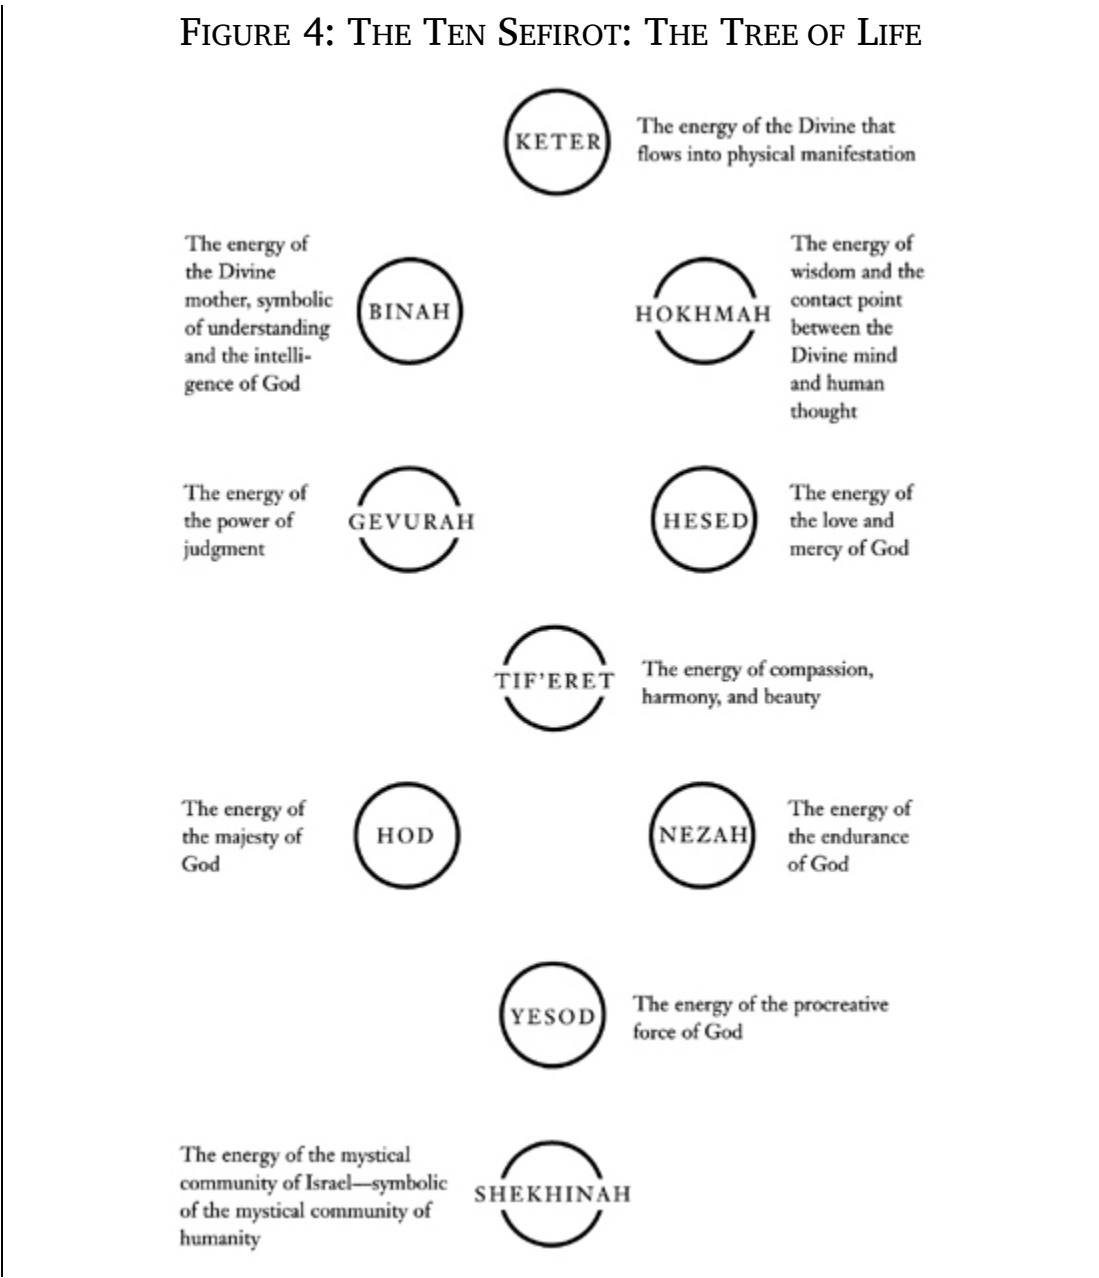 FIGURE 4: THE TEN SEFIROT: THE TREE OF LIFE
KETER
The energy of the Divine that
flows into physical manifestation
The energy of
the Divine
mother, symbolic
of understanding
and the intelli-
gence of God
BINAH
HOKHMAH
The energy of
wisdom and the
contact point
between the
Divine mind
and human
thought
The energy of
the power of
judgment
GEVURAH
HESED
The energy of
the love and
mercy of God
TIF'ERET
The energy of compassion,
harmony, and beauty
The energy of
the majesty of
God
HOD
NEZAH
The energy of
the endurance
of God
YESOD
The energy of the procreative
force of God
The energy of the mystical
community of Israel—symbolic
of the mystical community of
humanity
SHEKHINAH